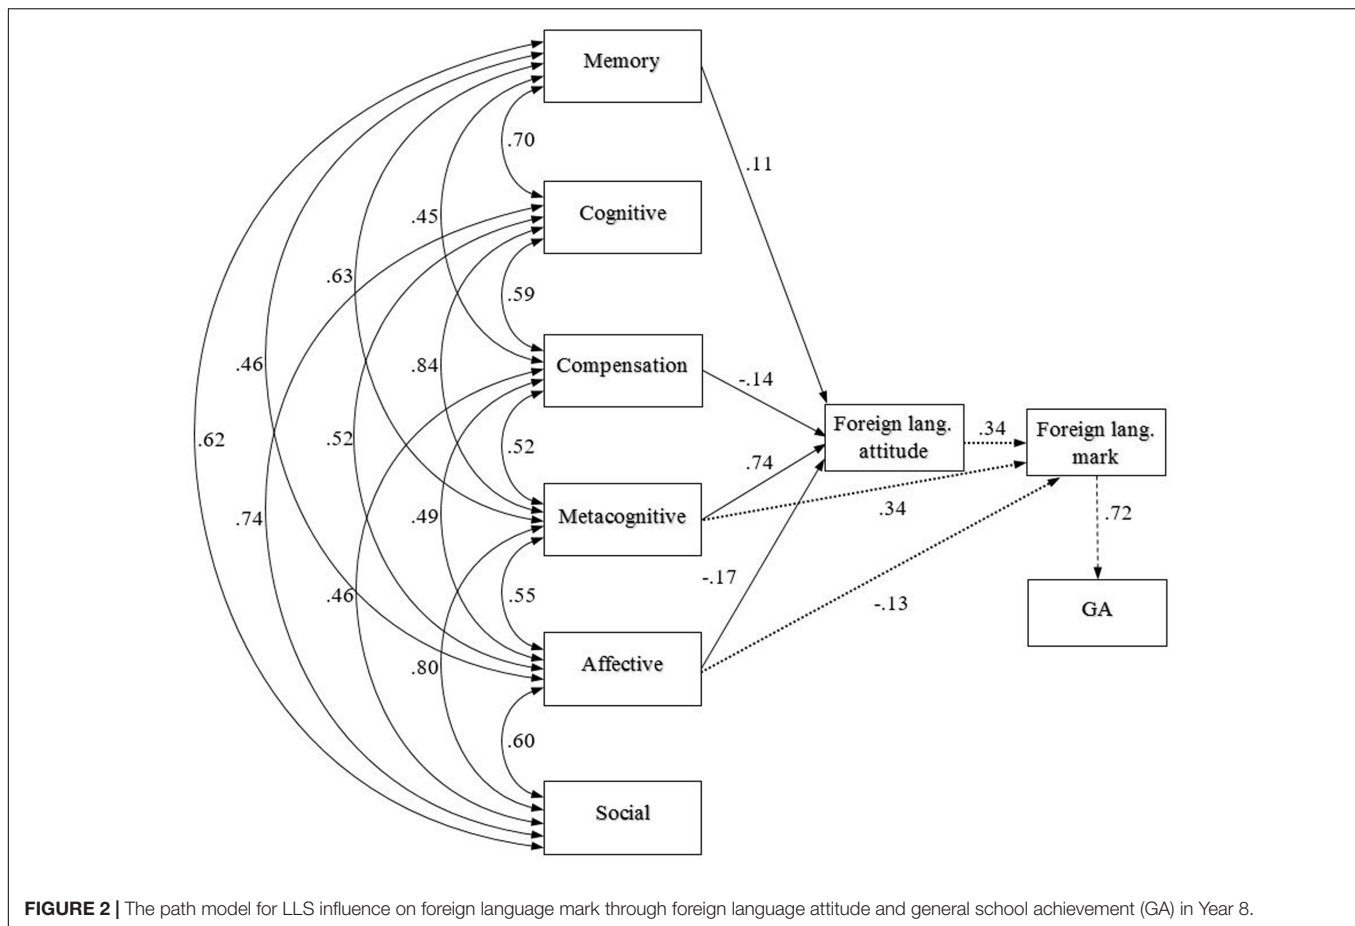 Memory
.70
.11
Cognitive
.45
.63
.59
Compensation
.46
.84
-.14
Foreign lang.
attitude
.34
Foreign lang.
mark
.62
.52
.52
.74
Metacognitive
.74
.49
.34
.72
-.17
.46
.55
-.13
GA
Affective
.80
.60
Social
FIGURE 2 | The path model for LLS influence on foreign language mark through foreign language attitude and general school achievement (GA) in Year 8.